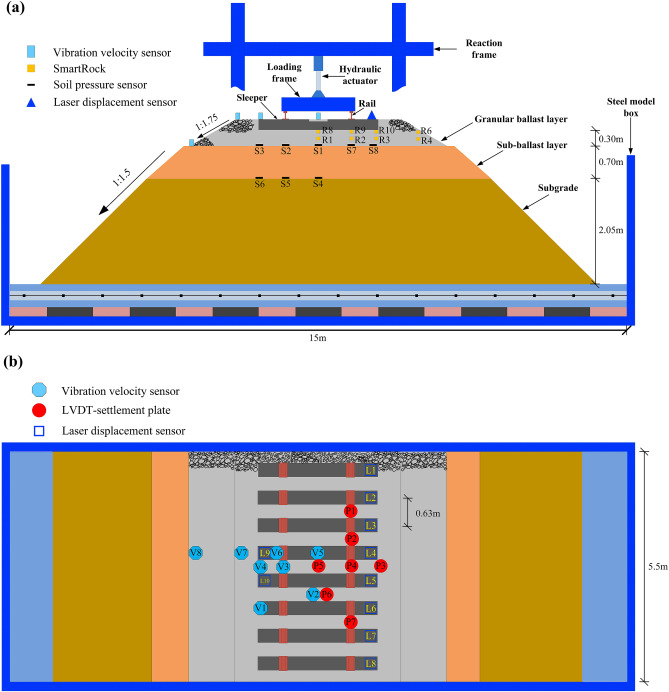 (a)
Vibration velocity sensor
SmartRock
Soil pressure sensor
Laser displacement sensor
Reaction frame
Loading frame
Hydraulic actuator
Sleeper
Rail
Steel model box
1:1.75
Granular ballast layer
R8 R9 R10 R6
R1 R2 R3 R4
0.30m
S3 S2 S1 S7 S8
Sub-ballast layer
0.70m
1:1.5
S6 S5 S4
Subgrade
2.05m
15m
(b)
Vibration velocity sensor
LVDT-settlement plate
Laser displacement sensor
L1
L2
P1
0.63m
L3
P2
V8 V7 L9 V6 V5 L4
V4 V3 P5 P4 P3
L10 L5
5.5m
V2 P6
V1 L6
P7
L7
L8